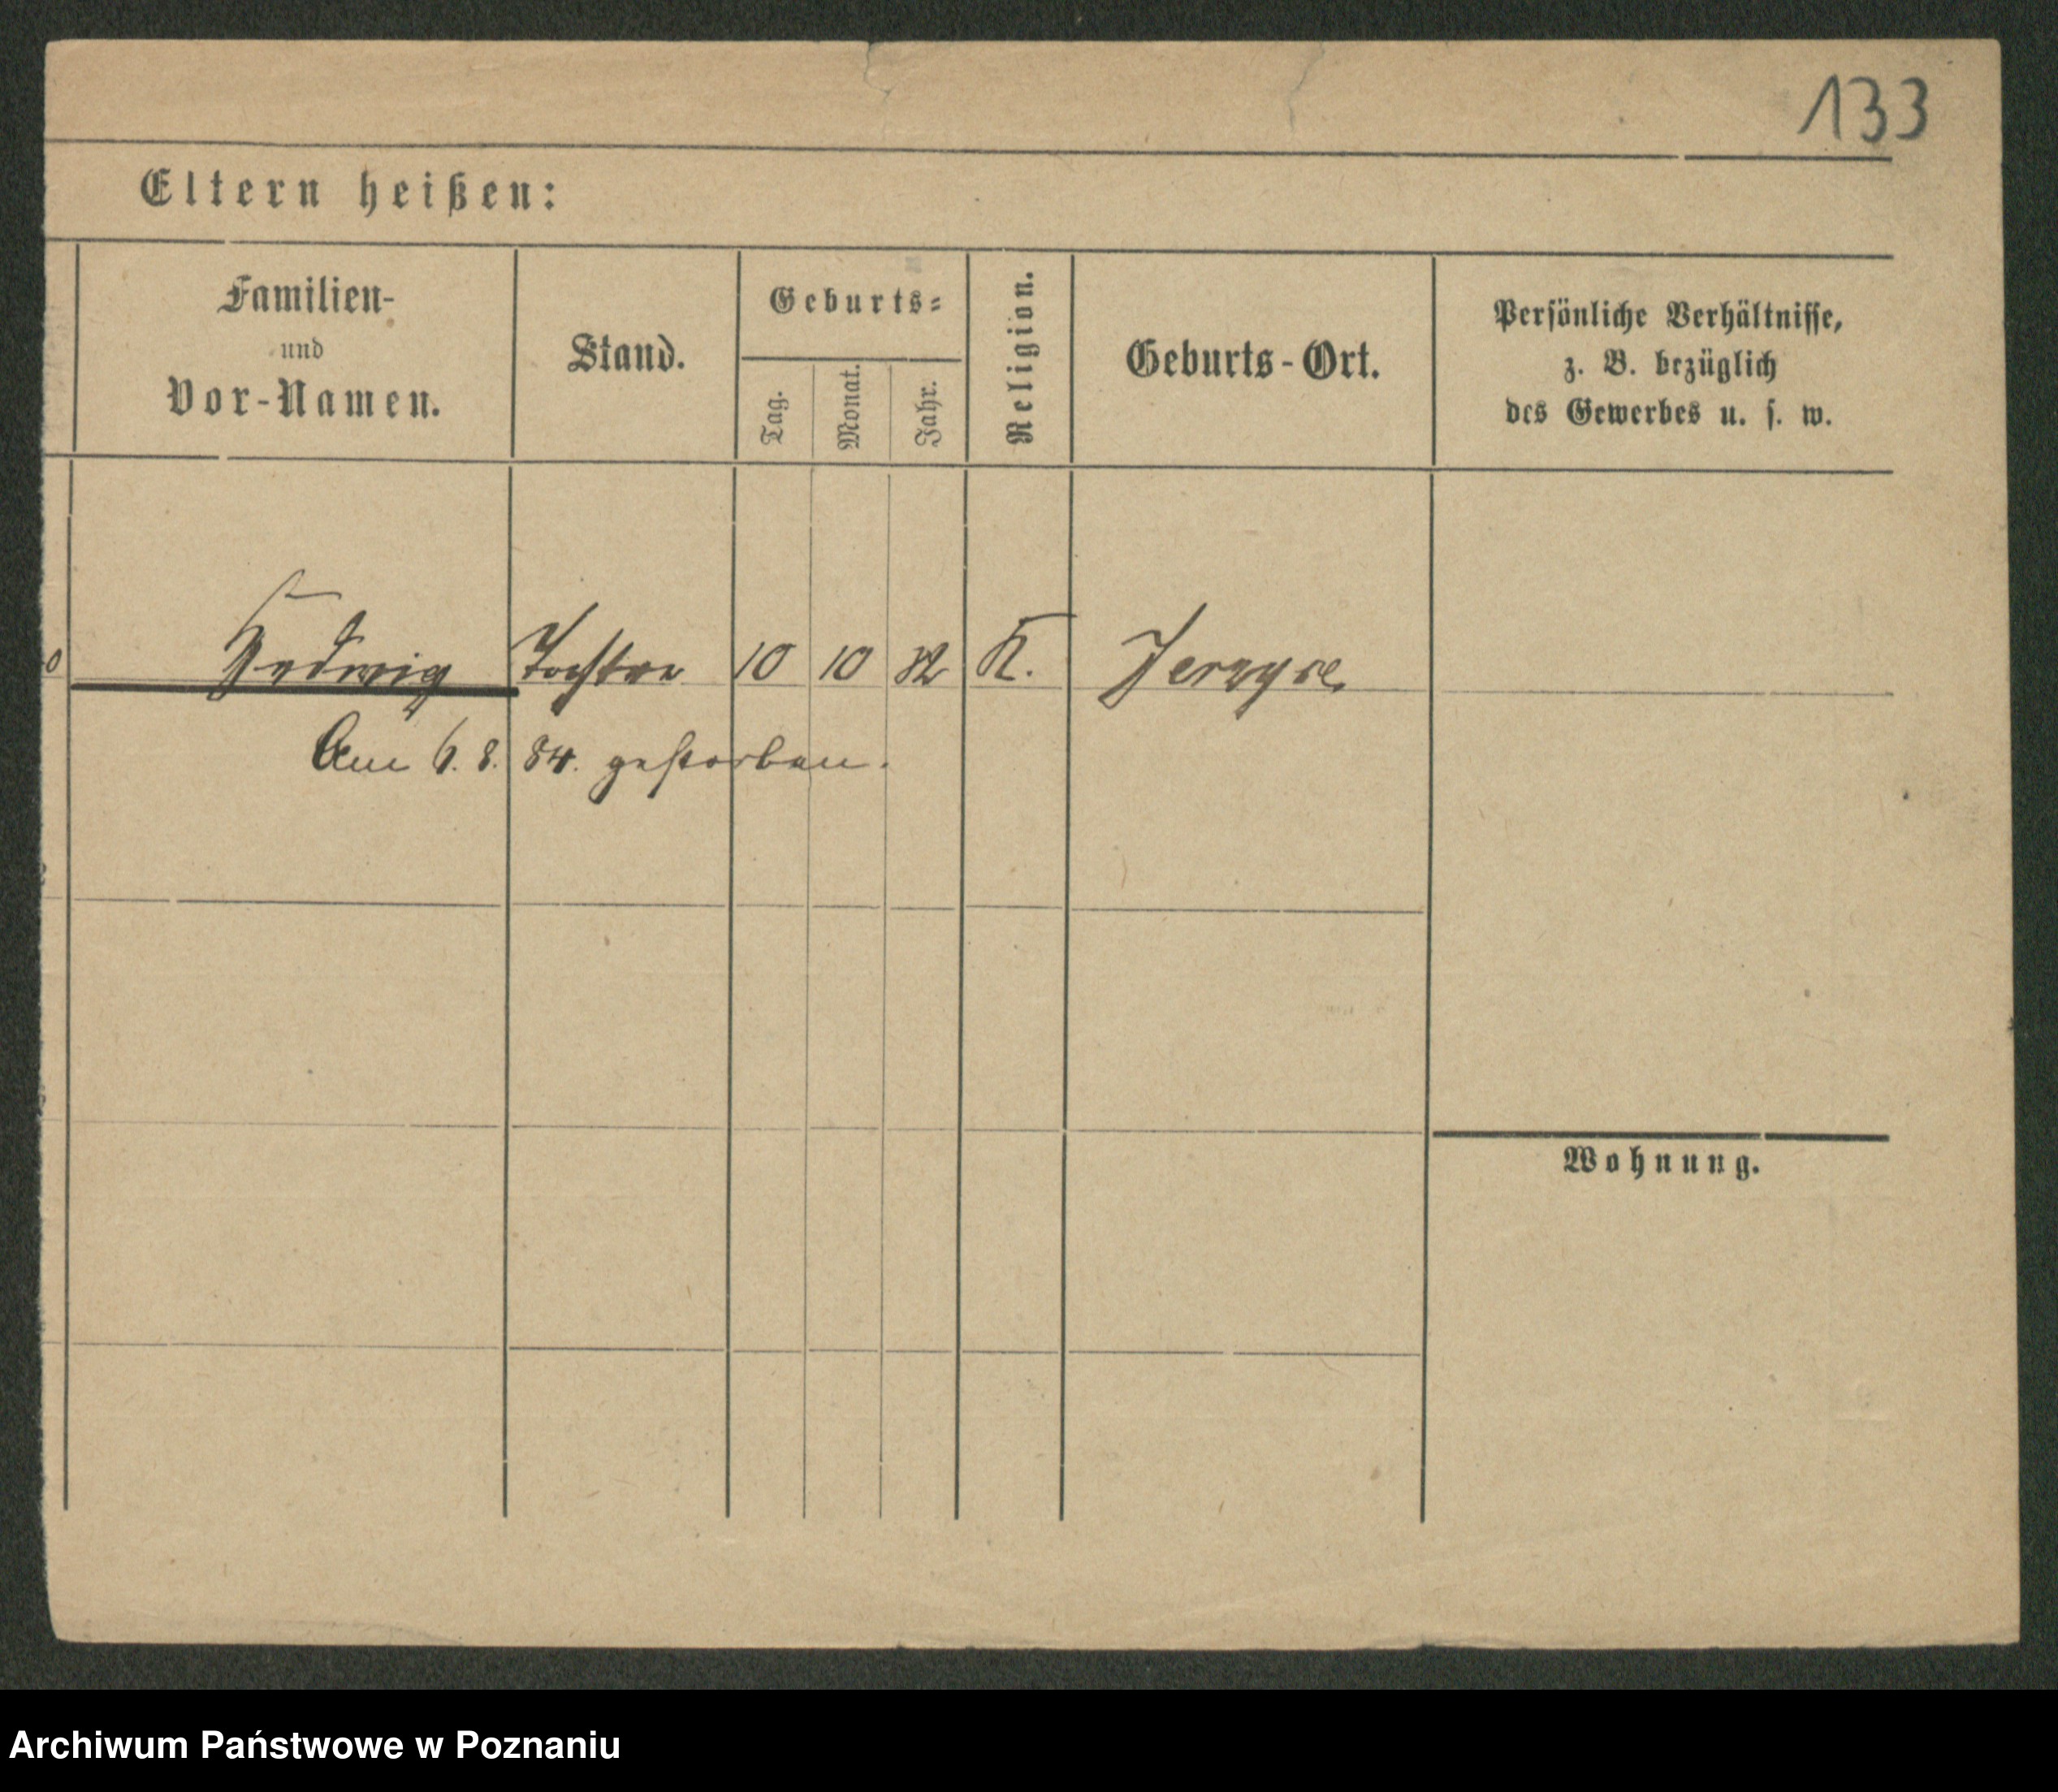 133
Eltern heißen:
Familien-
und
Vor-Namen.
Stand.
Geburts-
Tag.
Monat.
Jahr.
Religion.
Geburts-Ort.
Persönliche Verhältnisse,
z. B. bezüglich
des Gewerbes u. s. w.
Hedwig Tochter 10 10 82 K. Jerzyce
Am 6. 8. 84. gestorben.
Wohnung.
Archiwum Państwowe w Poznaniu